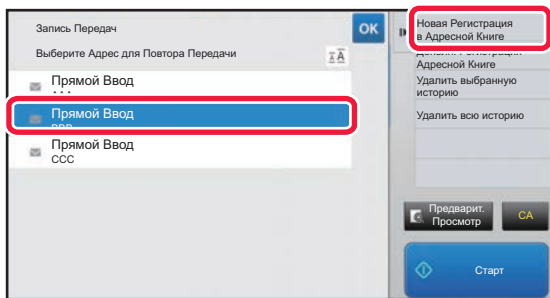 Запись Передач
OK
Выберите Адрес для Повтора Передачи
Прямой Ввод
Прямой Ввод
Прямой Ввод
CCC
Новая Регистрация
в Адресной Книге
Адресной Книге
Удалить выбранную
историю
Удалить всю историю
Предварит.
Просмотр
CA
Старт